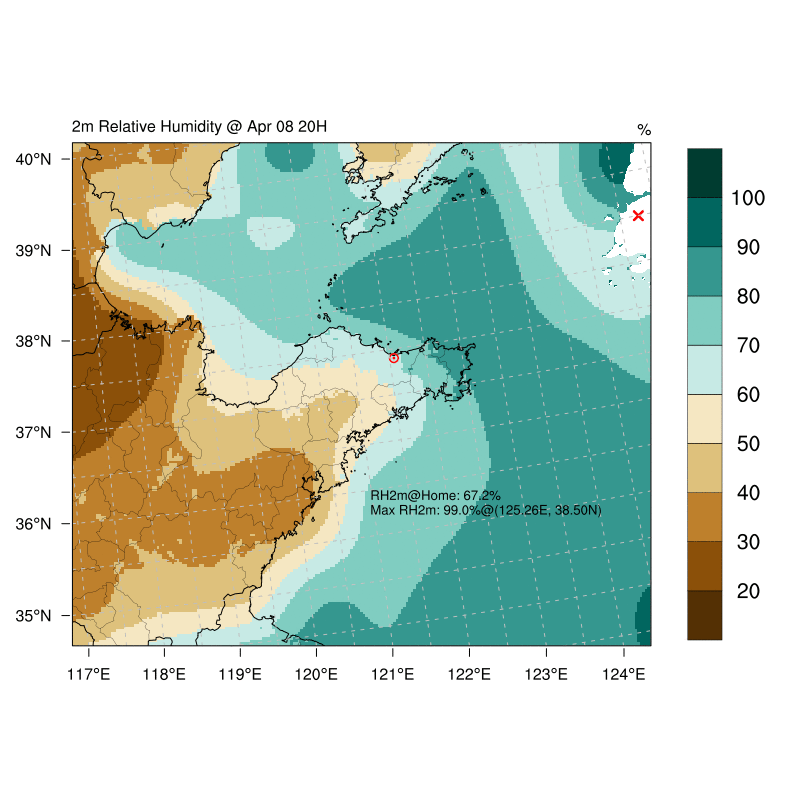 2m Relative Humidity @ Apr 08 20H
%
40°N
39°N
38°N
37°N
36°N
35°N
117°E
118°E
119°E
120°E
121°E
122°E
123°E
124°E
RH2m@Home: 67.2%
Max RH2m: 99.0%@(125.26E, 38.50N)
100
90
80
70
60
50
40
30
20